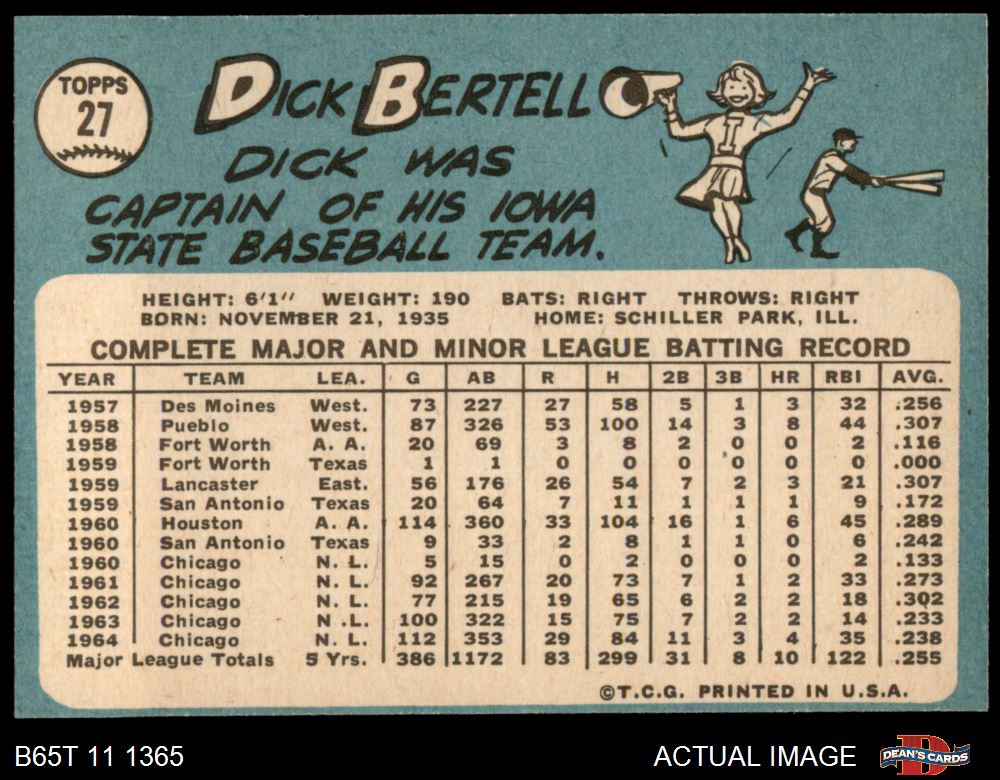 TOPPS
27
DICK BERTELL
DICK WAS
CAPTAIN OF HIS IOWA
STATE BASEBALL TEAM.
I
HEIGHT: 6'1" WEIGHT: 190 BATS: RIGHT THROWS: RIGHT
BORN: NOVEMBER 21, 1935 HOME: SCHILLER PARK, ILL.
COMPLETE MAJOR AND MINOR LEAGUE BATTING RECORD
YEAR TEAM LEA. G AB R H 2B 3B HR RBI AVG.
1957 Des Moines West. 73 227 27 58 5 1 3 32 .256
1958 Pueblo West. 87 326 53 100 14 3 8 44 .307
1958 Fort Worth A. A. 20 69 3 8 2 0 0 2 .116
1959 Fort Worth Texas 1 1 0 0 0 0 0 0 .000
1959 Lancaster East. 56 176 26 54 7 2 3 21 .307
1959 San Antonio Texas 20 64 7 11 1 1 1 9 .172
1960 Houston A. A. 114 360 33 104 16 1 6 45 .289
1960 San Antonio Texas 9 33 2 8 1 1 0 6 .242
1960 Chicago N. L. 5 15 0 2 0 0 0 2 .133
1961 Chicago N. L. 92 267 20 73 7 1 2 33 .273
1962 Chicago N. L. 77 215 19 65 6 2 2 18 .302
1963 Chicago N .L. 100 322 15 75 7 2 2 14 .233
1964 Chicago N. L. 112 353 29 84 11 3 4 35 .238
Major League Totals 5 Yrs. 386 1172 83 299 31 8 10 122 .255
©T.C.G. PRINTED IN U.S.A.
B65T 11 1365 ACTUAL IMAGE D DEAN'S CARDS